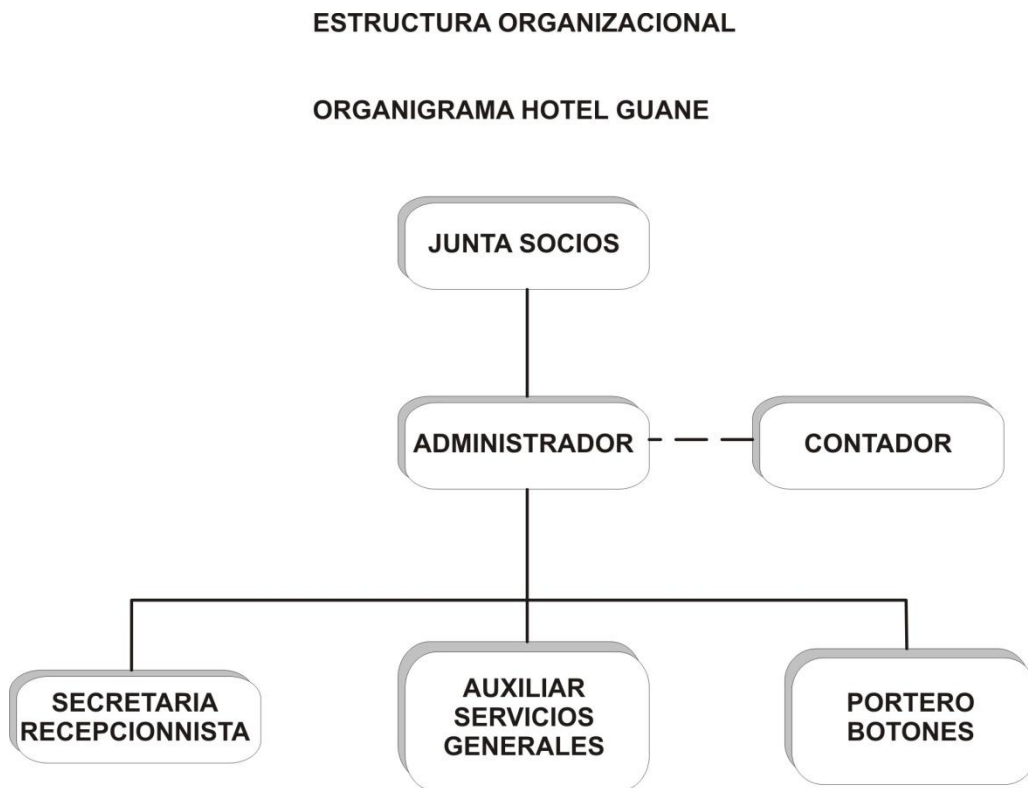 ESTRUCTURA ORGANIZACIONAL
ORGANIGRAMA HOTEL GUANE
JUNTA SOCIOS
ADMINISTRADOR
CONTADOR
SECRETARIA
RECEPCIONNISTA
AUXILIAR
SERVICIOS
GENERALES
PORTERO
BOTONES